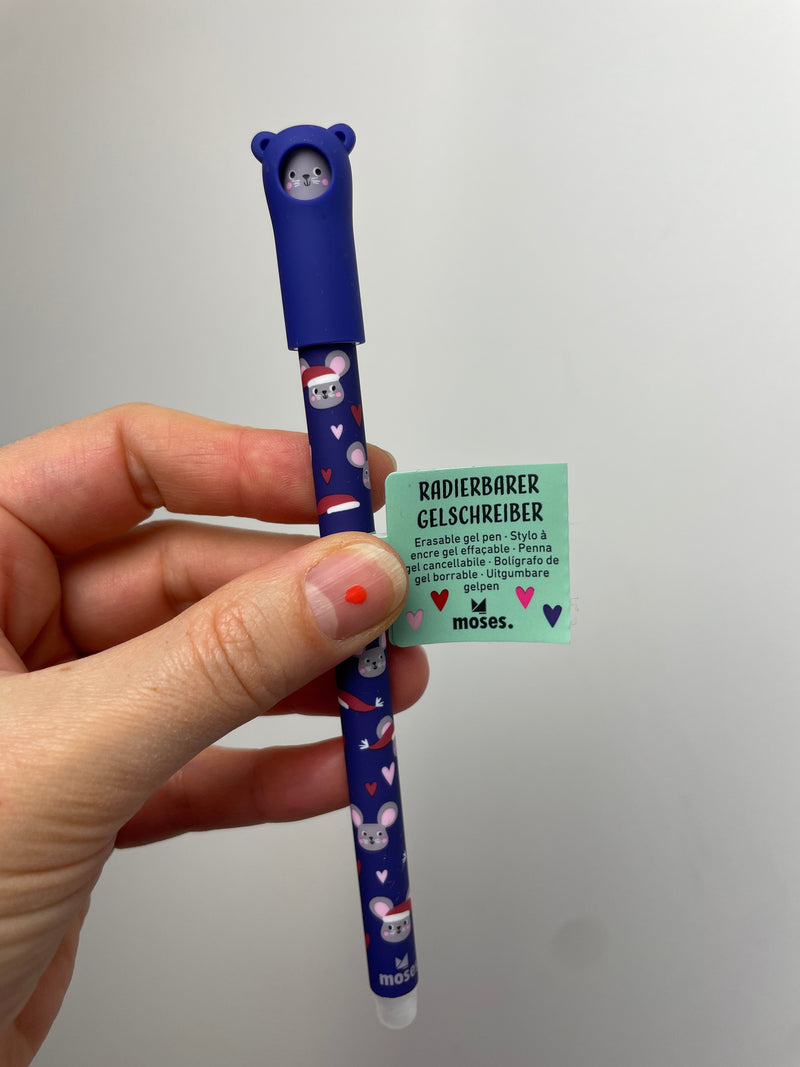 RADIERBARER
GELSCHREIBER
Erasable gel pen · Stylo à
encre gel effaçable · Penna
gel cancellabile · Bolígrafo de
gel borrable · Uitgumbare
gelpen
moses.
moses.